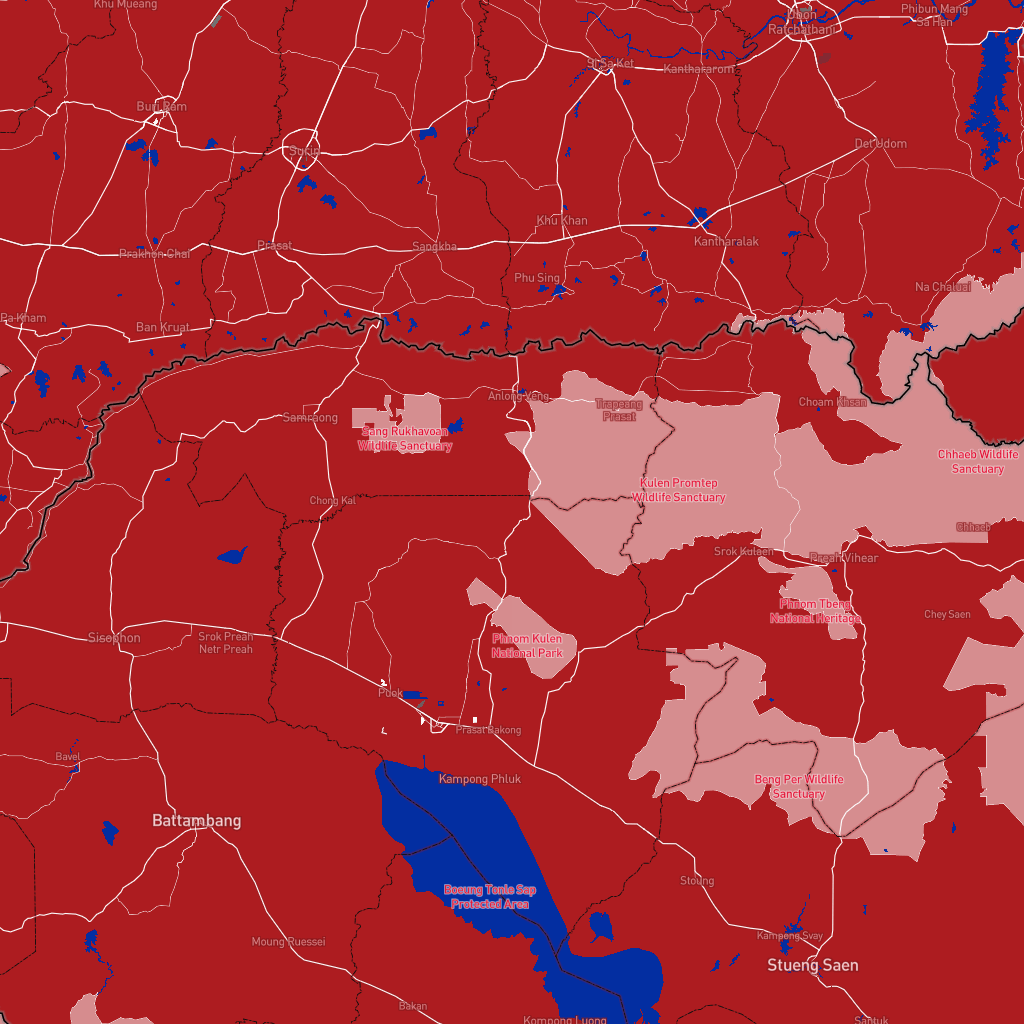 Khu Mueang
Ubon
Ratchathani
Phibun Mang
Sa Han
Si Sa Ket
Kanthararom
Buri Ram
Surin
Det Udom
Khu Khan
Kantharalak
Prakhon Chai
Prasat
Sangkha
Phu Sing
Na Chaluai
Pa Kham
Ban Kruat
Anlong Veng
Trapeang
Prasat
Choam Khsan
Samraong
Sang Rukhavoan
Wildlife Sanctuary
Chhaeb Wildlife
Sanctuary
Kulen Promtep
Wildlife Sanctuary
Chong Kal
Chhaeb
Srok Kulaen
Preah Vihear
Phnom Tbeng
National Heritage
Chey Saen
Sisophon
Srok Preah
Netr Preah
Phnom Kulen
National Park
Puok
Prasat Bakong
Bavel
Kampong Phluk
Beng Per Wildlife
Sanctuary
Battambang
Boeung Tonle Sap
Protected Area
Stoung
Moung Ruessei
Kampong Svay
Stueng Saen
Bakan
Kompong Luong
Santuk